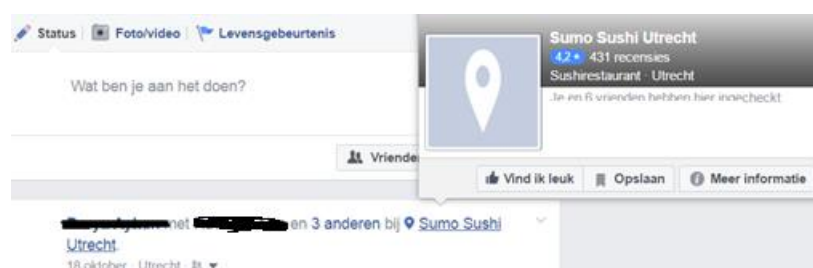 Status Foto/video Levensgebeurtenis
Wat ben je aan het doen?
Sumo Sushi Utrecht
4,2 ★ 431 recensies
Sushirestaurant · Utrecht
Je en 6 vrienden hebben hier ingecheckt
Vind ik leuk Opslaan Meer informatie
met en 3 anderen bij Sumo Sushi
Utrecht.
18 oktober · Utrecht ·